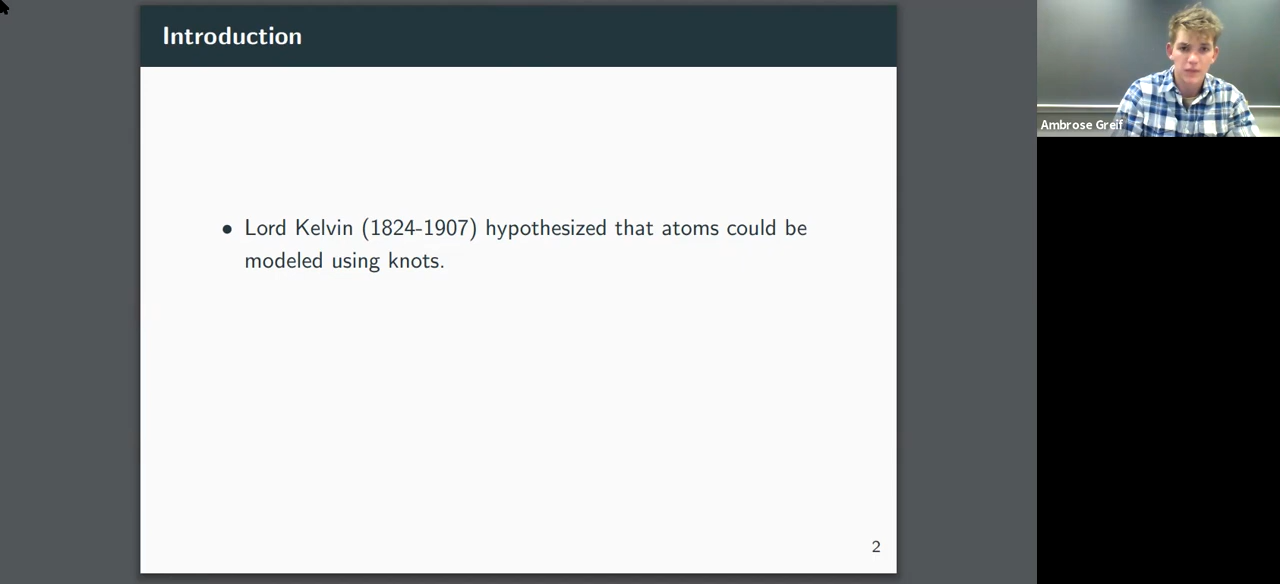 Introduction
• Lord Kelvin (1824-1907) hypothesized that atoms could be
modeled using knots.
2
Ambrose Greif